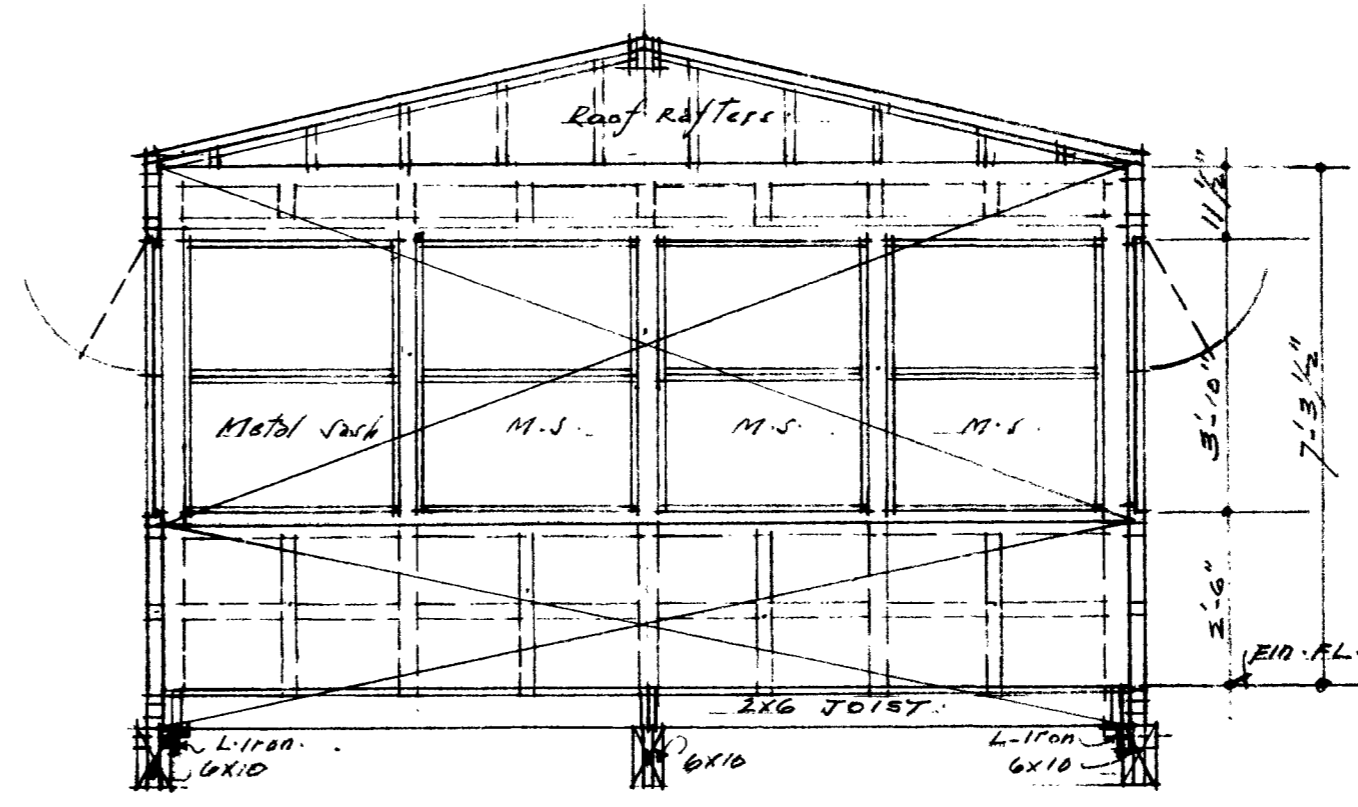 Roof Rafters
11 1/2"
Metal Sash
M.S.
M.S.
M.S.
3'-10"
7'-3 1/2"
2'-6"
FIN. FL.
2X6 JOIST.
L-Iron.
6X10
6X10
L-Iron
6X10